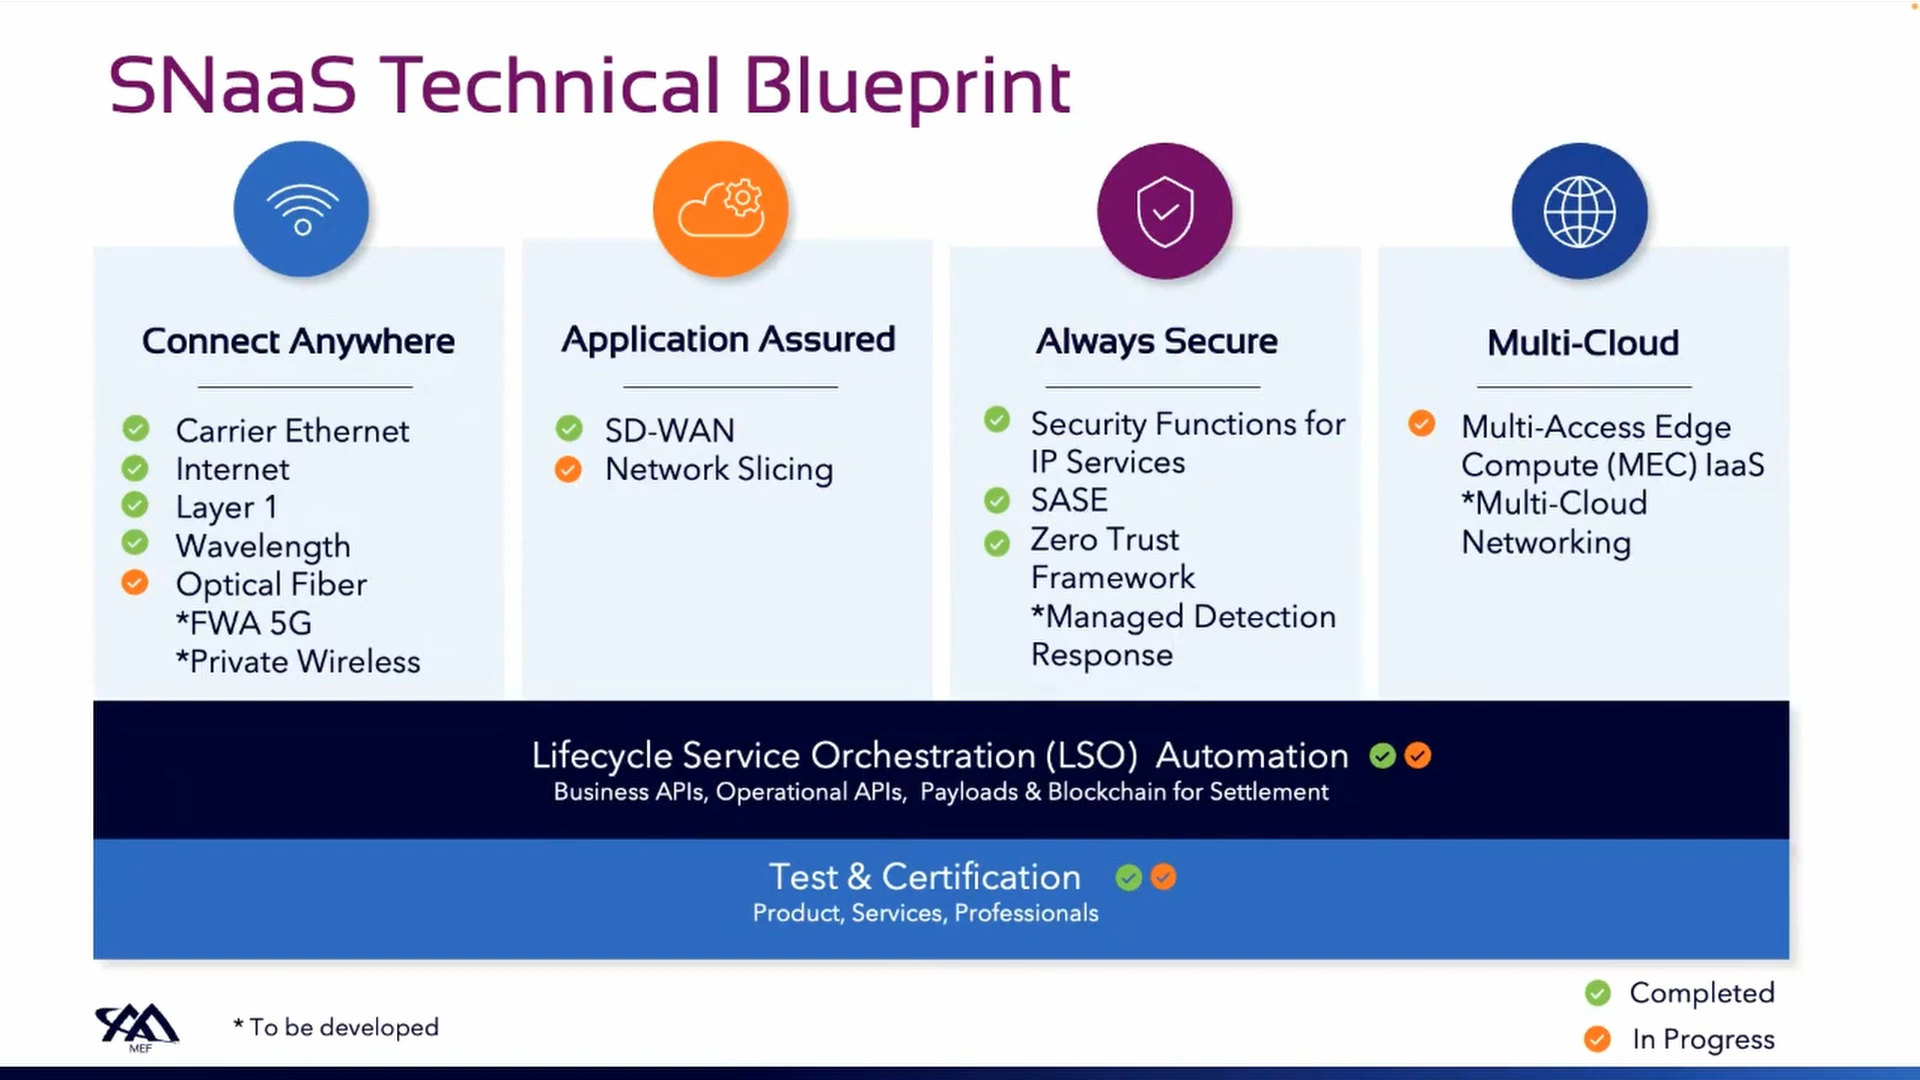 SNaaS Technical Blueprint
Connect Anywhere
Carrier Ethernet
Internet
Layer 1
Wavelength
Optical Fiber
*FWA 5G
*Private Wireless
Application Assured
SD-WAN
Network Slicing
Always Secure
Security Functions for
IP Services
SASE
Zero Trust
Framework
*Managed Detection
Response
Multi-Cloud
Multi-Access Edge
Compute (MEC) IaaS
*Multi-Cloud
Networking
Lifecycle Service Orchestration (LSO) Automation
Business APIs, Operational APIs, Payloads & Blockchain for Settlement
Test & Certification
Product, Services, Professionals
MEF
* To be developed
Completed
In Progress